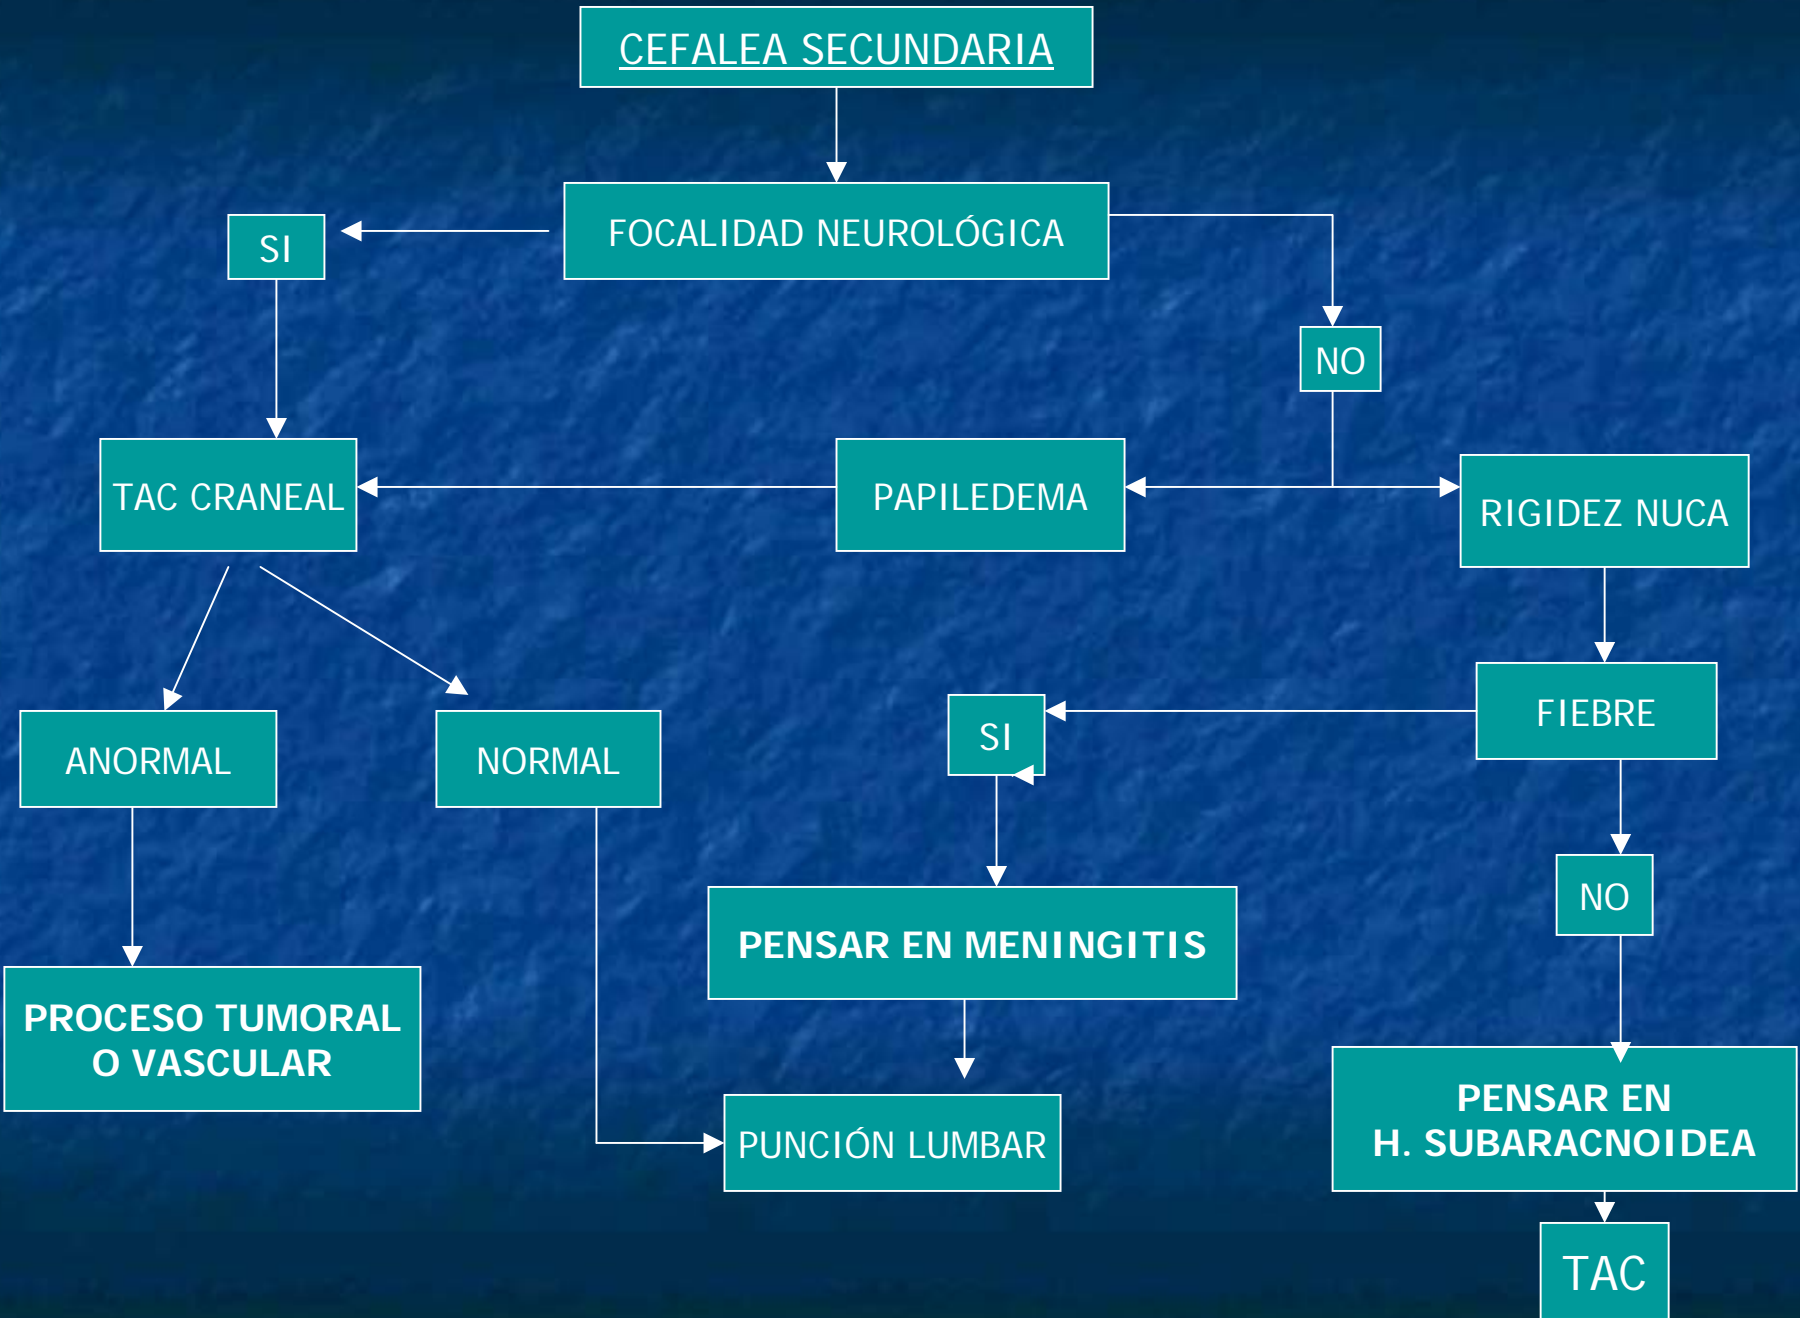 CEFALEA SECUNDARIA
FOCALIDAD NEUROLÓGICA
SI
NO
TAC CRANEAL
PAPILEDEMA
RIGIDEZ NUCA
FIEBRE
SI
ANORMAL
NORMAL
NO
PENSAR EN MENINGITIS
PROCESO TUMORAL
O VASCULAR
PENSAR EN
H. SUBARACNOIDEA
PUNCIÓN LUMBAR
TAC